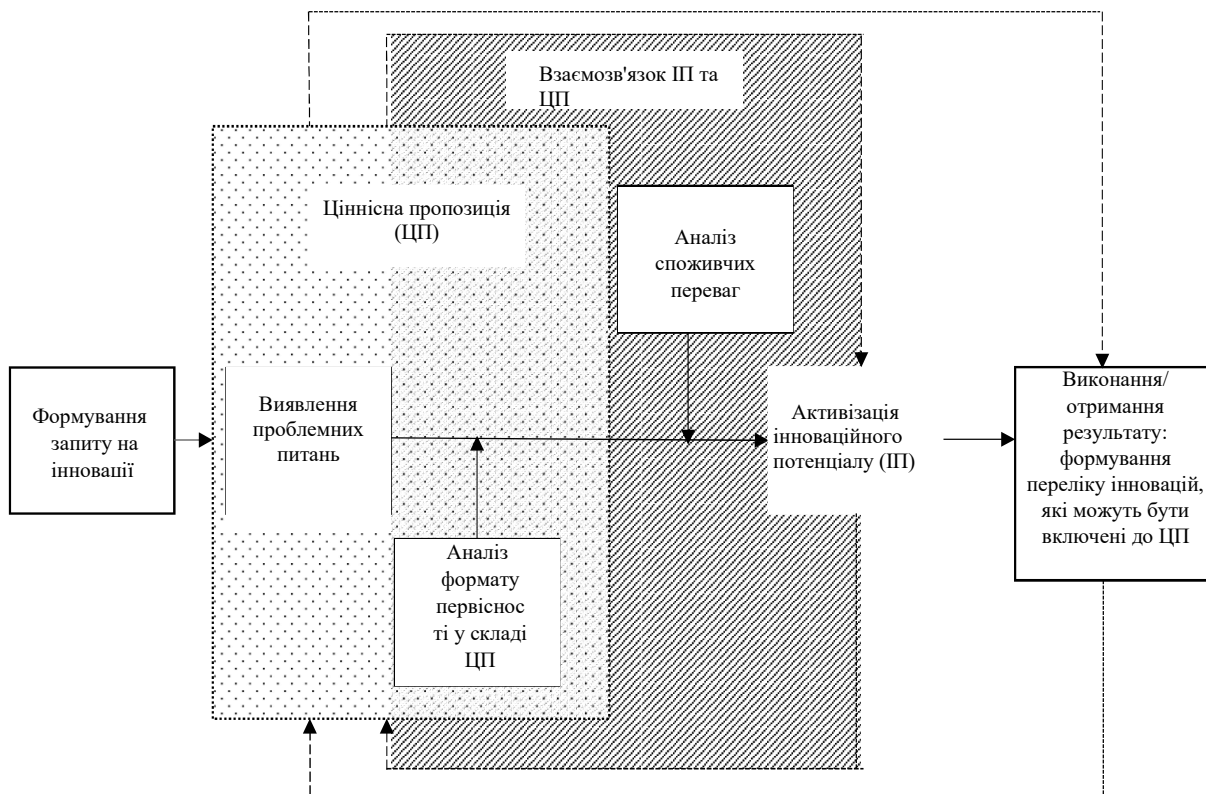 Взаємозв'язок ІП та
ЦП
Ціннісна пропозиція
(ЦП)
Аналіз
споживчих
переваг
Формування
запиту на
інновації
Виявлення
проблемних
питань
Активізація
інноваційного
потенціалу (ІП)
Виконання/
отримання
результату:
формування
переліку інновацій,
які можуть бути
включені до ЦП
Аналіз
формату
первіснос
ті у складі
ЦП